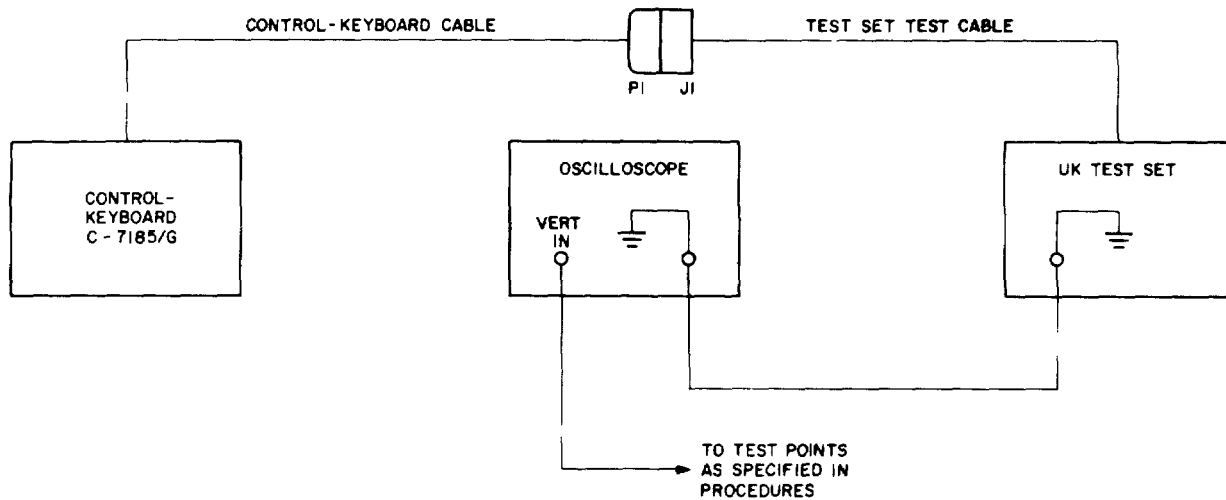 CONTROL-KEYBOARD CABLE
TEST SET TEST CABLE
P1
J1
CONTROL-
KEYBOARD
C-7185/G
OSCILLOSCOPE
VERT
IN
UK TEST SET
TO TEST POINTS
AS SPECIFIED IN
PROCEDURES